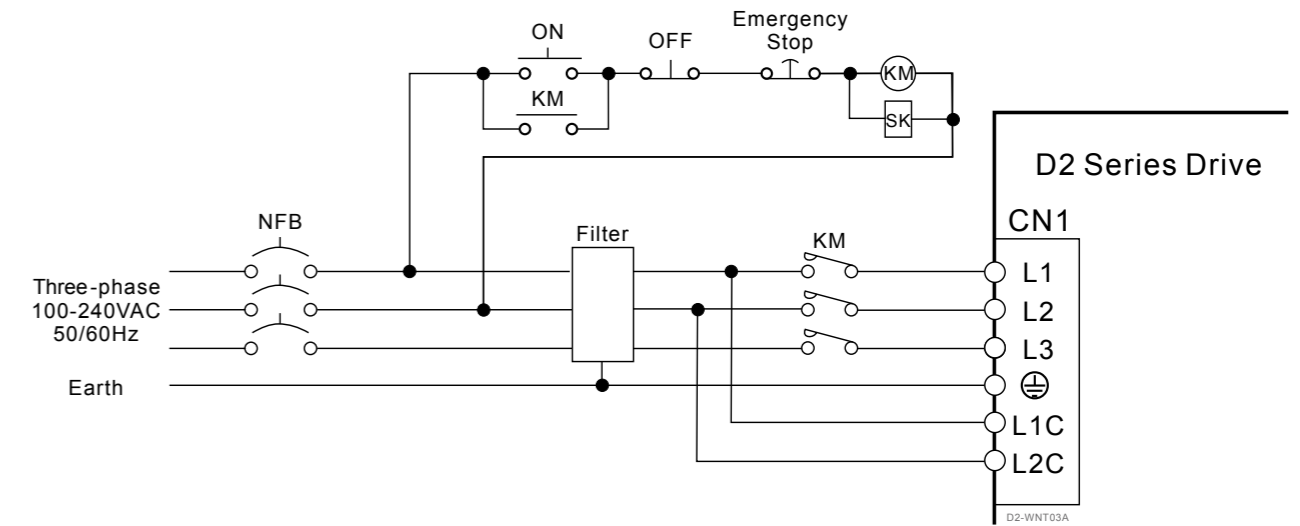 ON
OFF
Emergency
Stop
KM
KM
SK
D2 Series Drive
CN1
NFB
Filter
KM
Three-phase
100-240VAC
50/60Hz
Earth
L1
L2
L3
L1C
L2C
D2-WNT03A